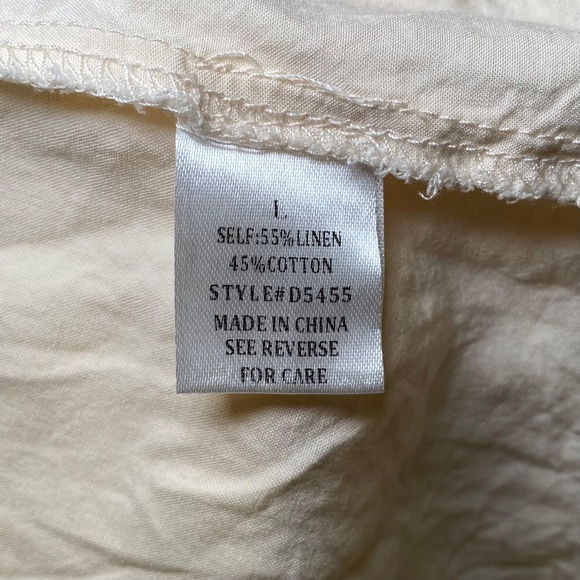 L
SELF:55%LINEN
45%COTTON
STYLE#D5455
MADE IN CHINA
SEE REVERSE
FOR CARE